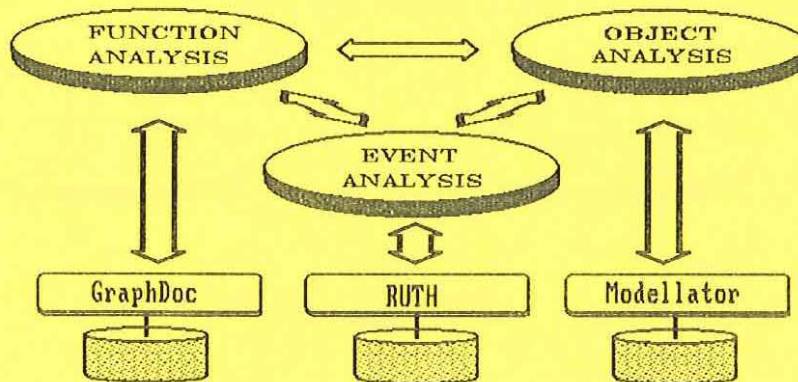 FUNCTION
ANALYSIS
OBJECT
ANALYSIS
EVENT
ANALYSIS
GraphDoc
RUTH
Modellator